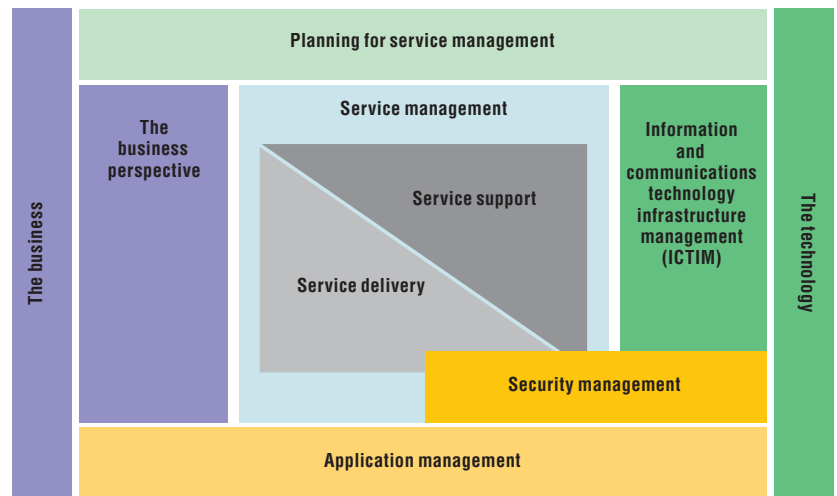 The business
Planning for service management
The
business
perspective
Service management
Service support
Service delivery
Information
and
communications
technology
infrastructure
management
(ICTIM)
Security management
Application management
The technology